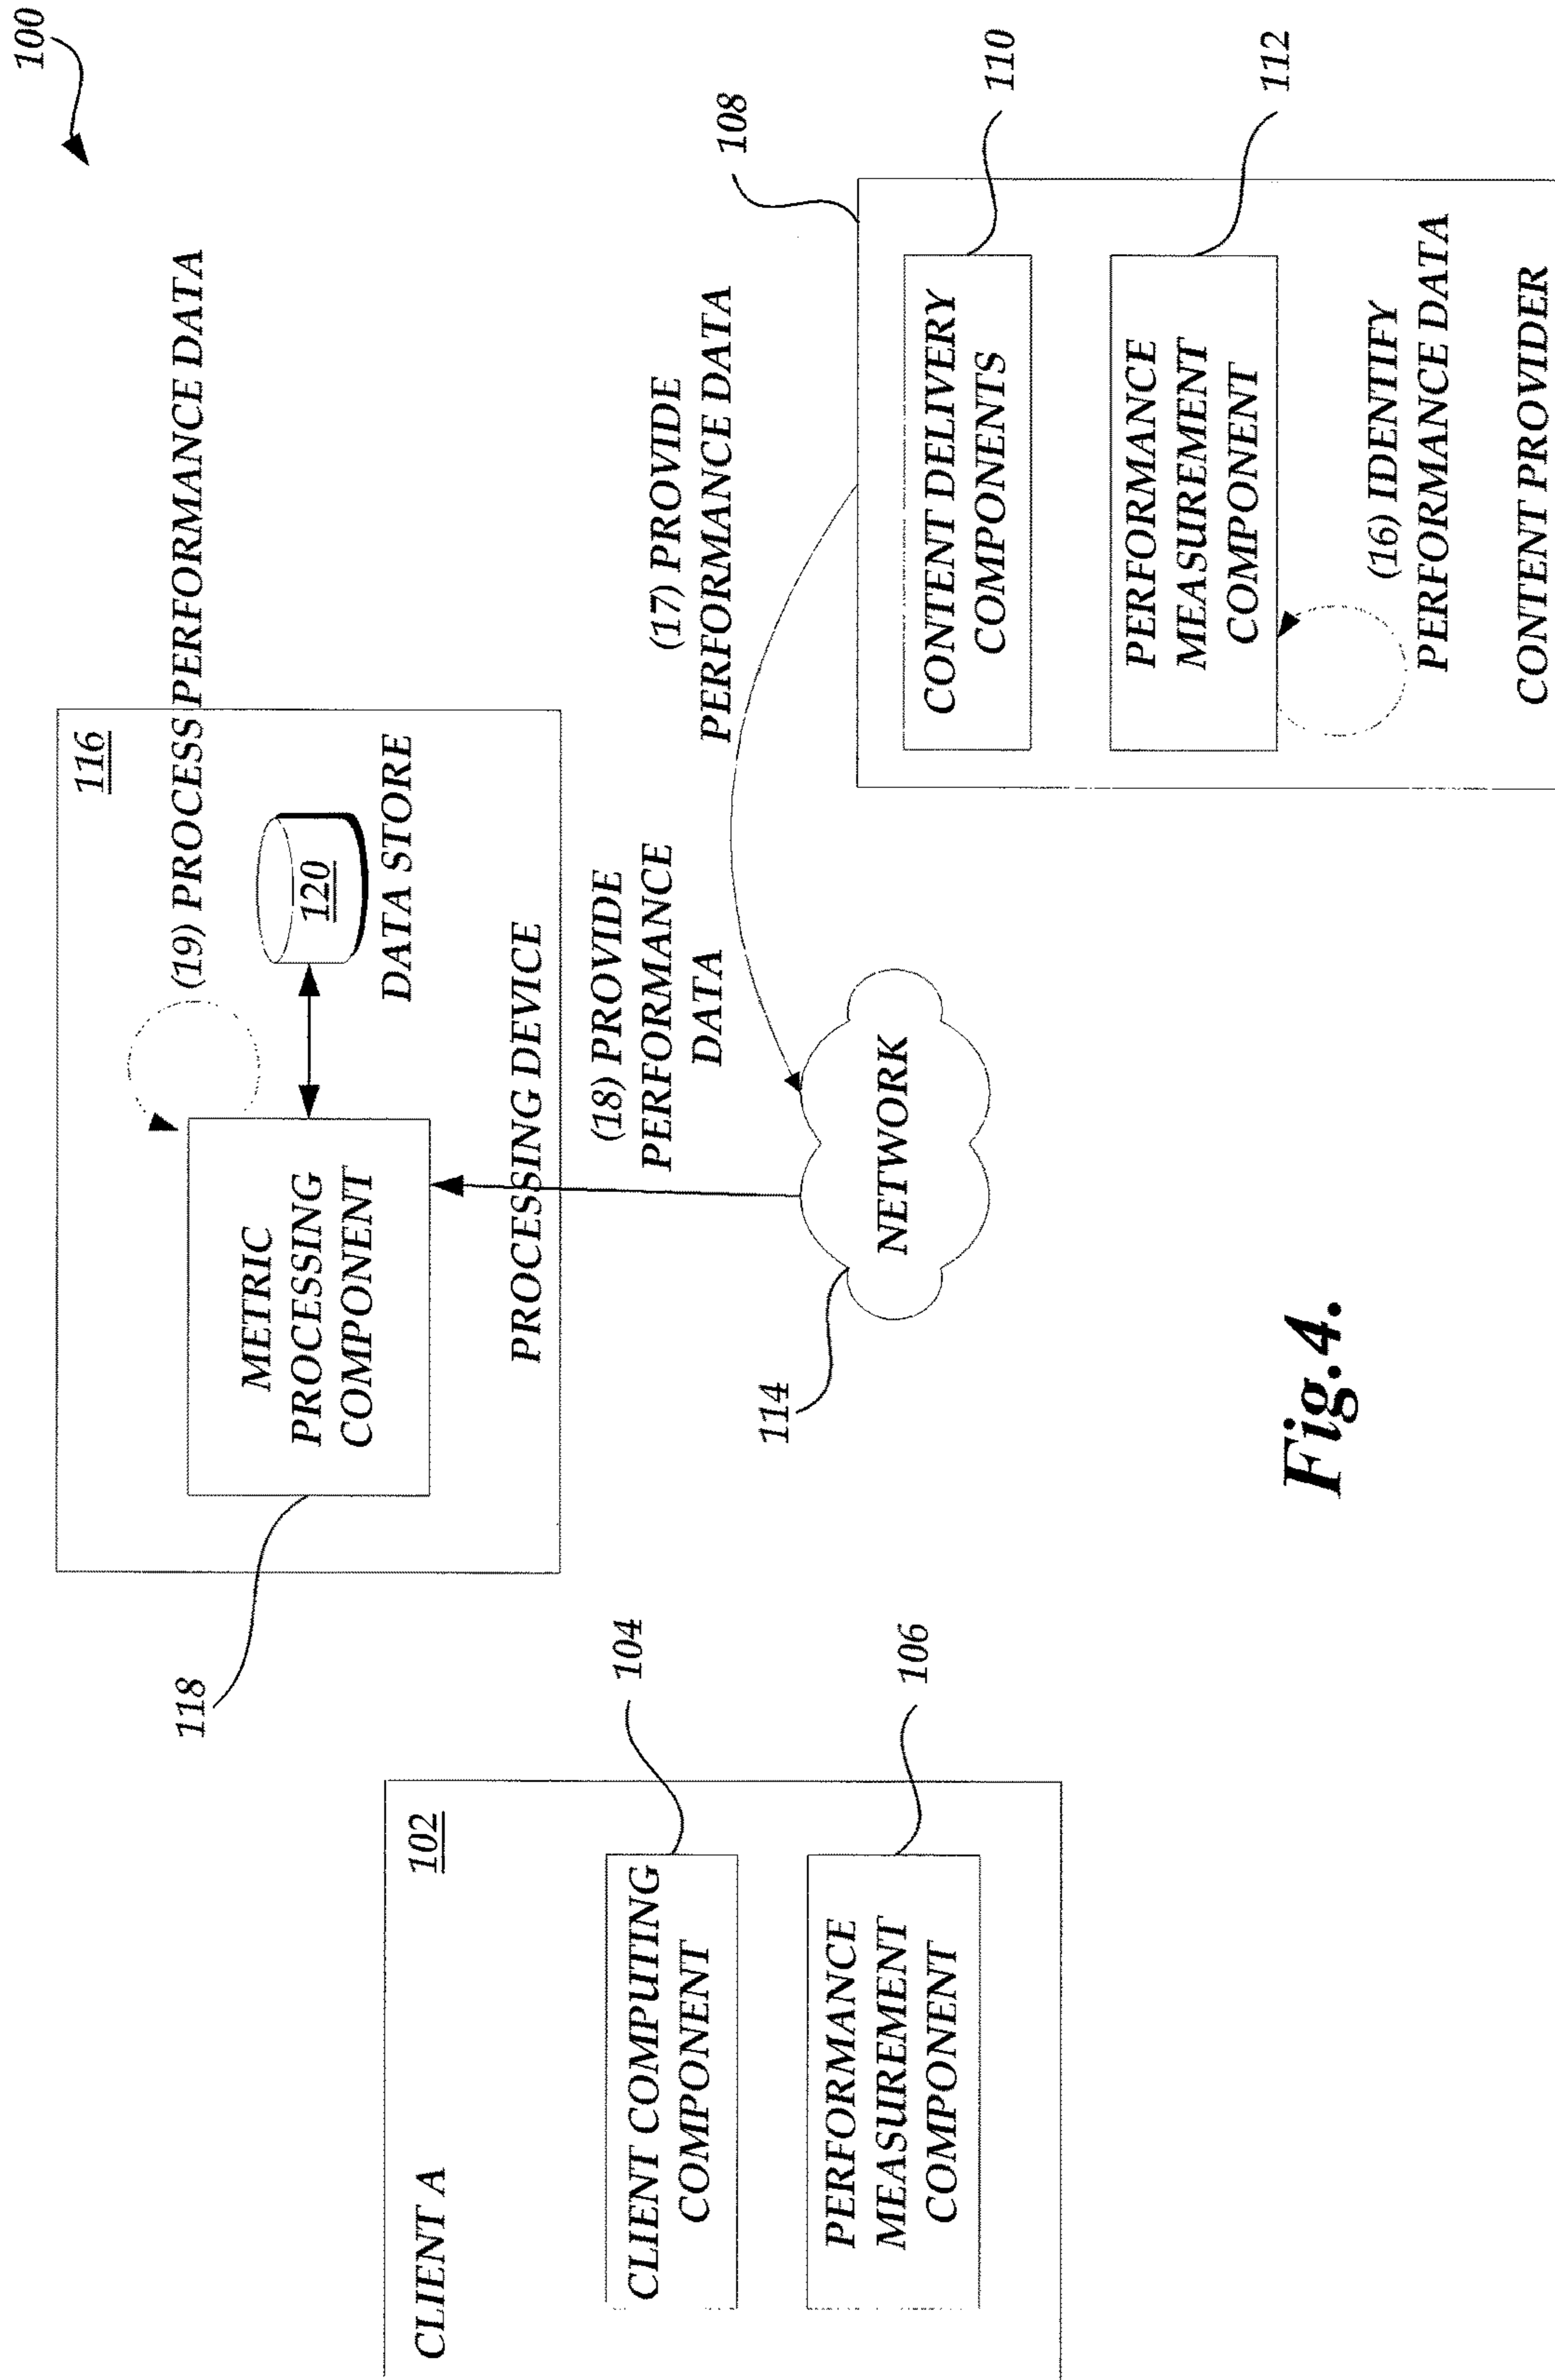 100
116
(19) PROCESS PERFORMANCE DATA
118
METRIC
PROCESSING
COMPONENT
120
DATA STORE
PROCESSING DEVICE
CLIENT A
102
CLIENT COMPUTING
COMPONENT
104
PERFORMANCE
MEASUREMENT
COMPONENT
106
(18) PROVIDE
PERFORMANCE
DATA
(17) PROVIDE
PERFORMANCE DATA
114
NETWORK
108
CONTENT DELIVERY
COMPONENTS
110
PERFORMANCE
MEASUREMENT
COMPONENT
112
(16) IDENTIFY
PERFORMANCE DATA
CONTENT PROVIDER
Fig.4.